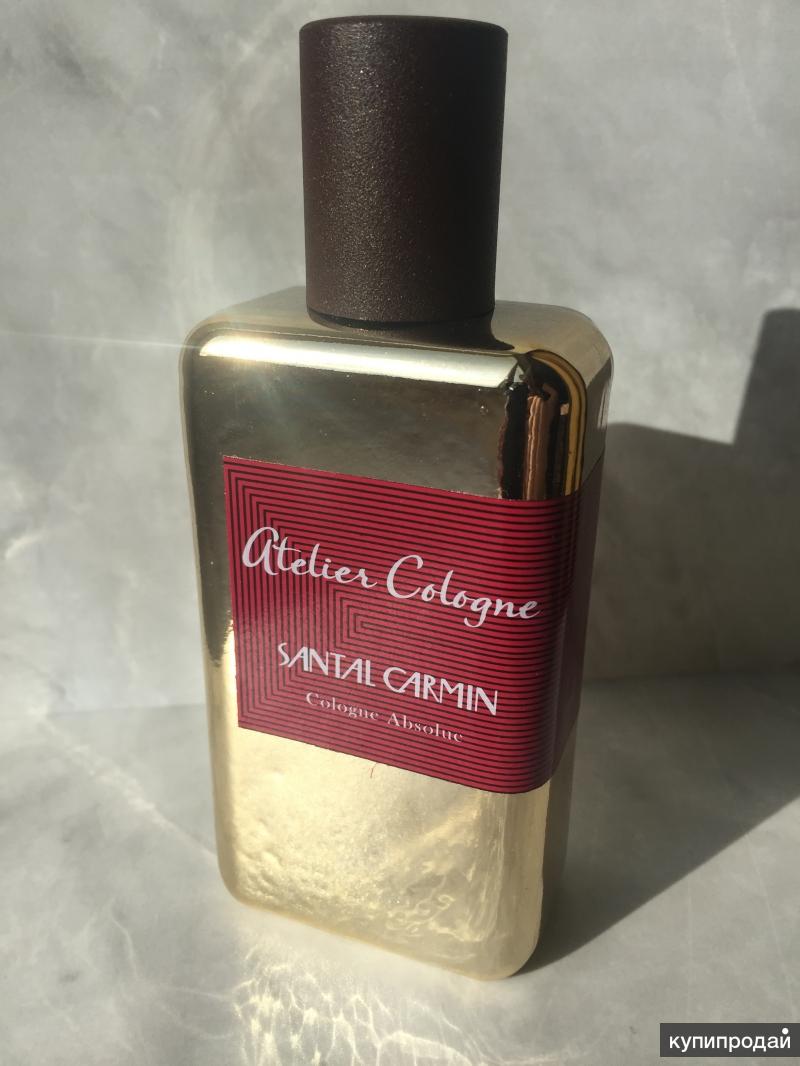 Atelier Cologne
SANTAL CARMIN
Cologne Absolue
купипродай